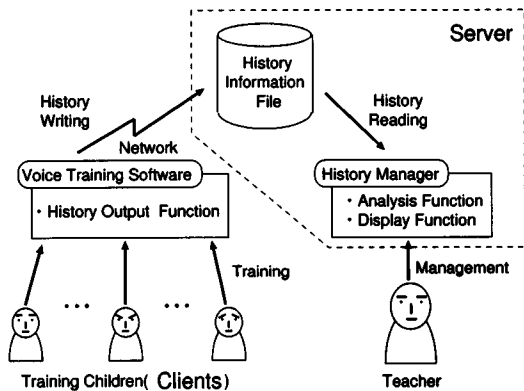 Server
History
Information
File
History
Writing
Network
History
Reading
Voice Training Software
・History Output Function
History Manager
・Analysis Function
・Display Function
Training
Management
Training Children( Clients)
Teacher